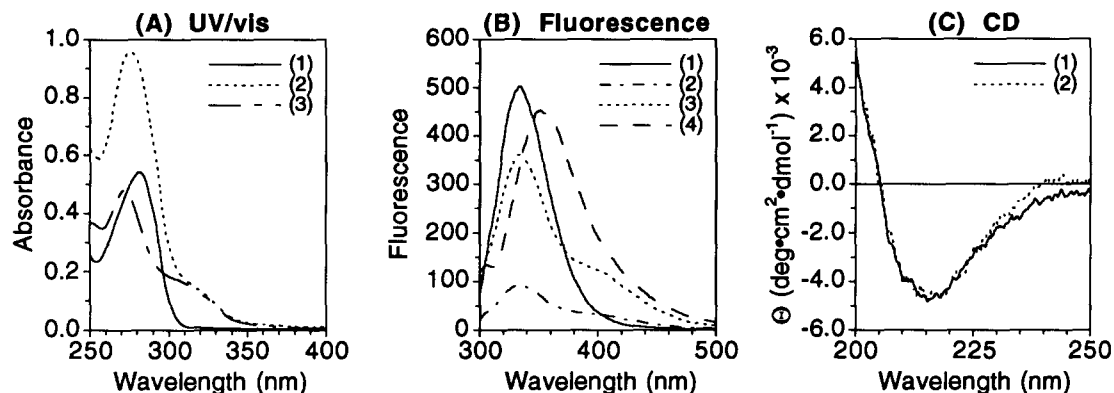 (A) UV/vis
1.0
0.8
0.6
0.4
0.2
0.0
Absorbance
(1)
(2)
(3)
250 300 350 400
Wavelength (nm)
(B) Fluorescence
600
500
400
300
200
100
0
Fluorescence
(1)
(2)
(3)
(4)
300 400 500
Wavelength (nm)
(C) CD
6.0
4.0
2.0
0.0
-2.0
-4.0
-6.0
Θ (deg•cm²•dmol⁻¹) x 10⁻³
(1)
(2)
200 225 250
Wavelength (nm)